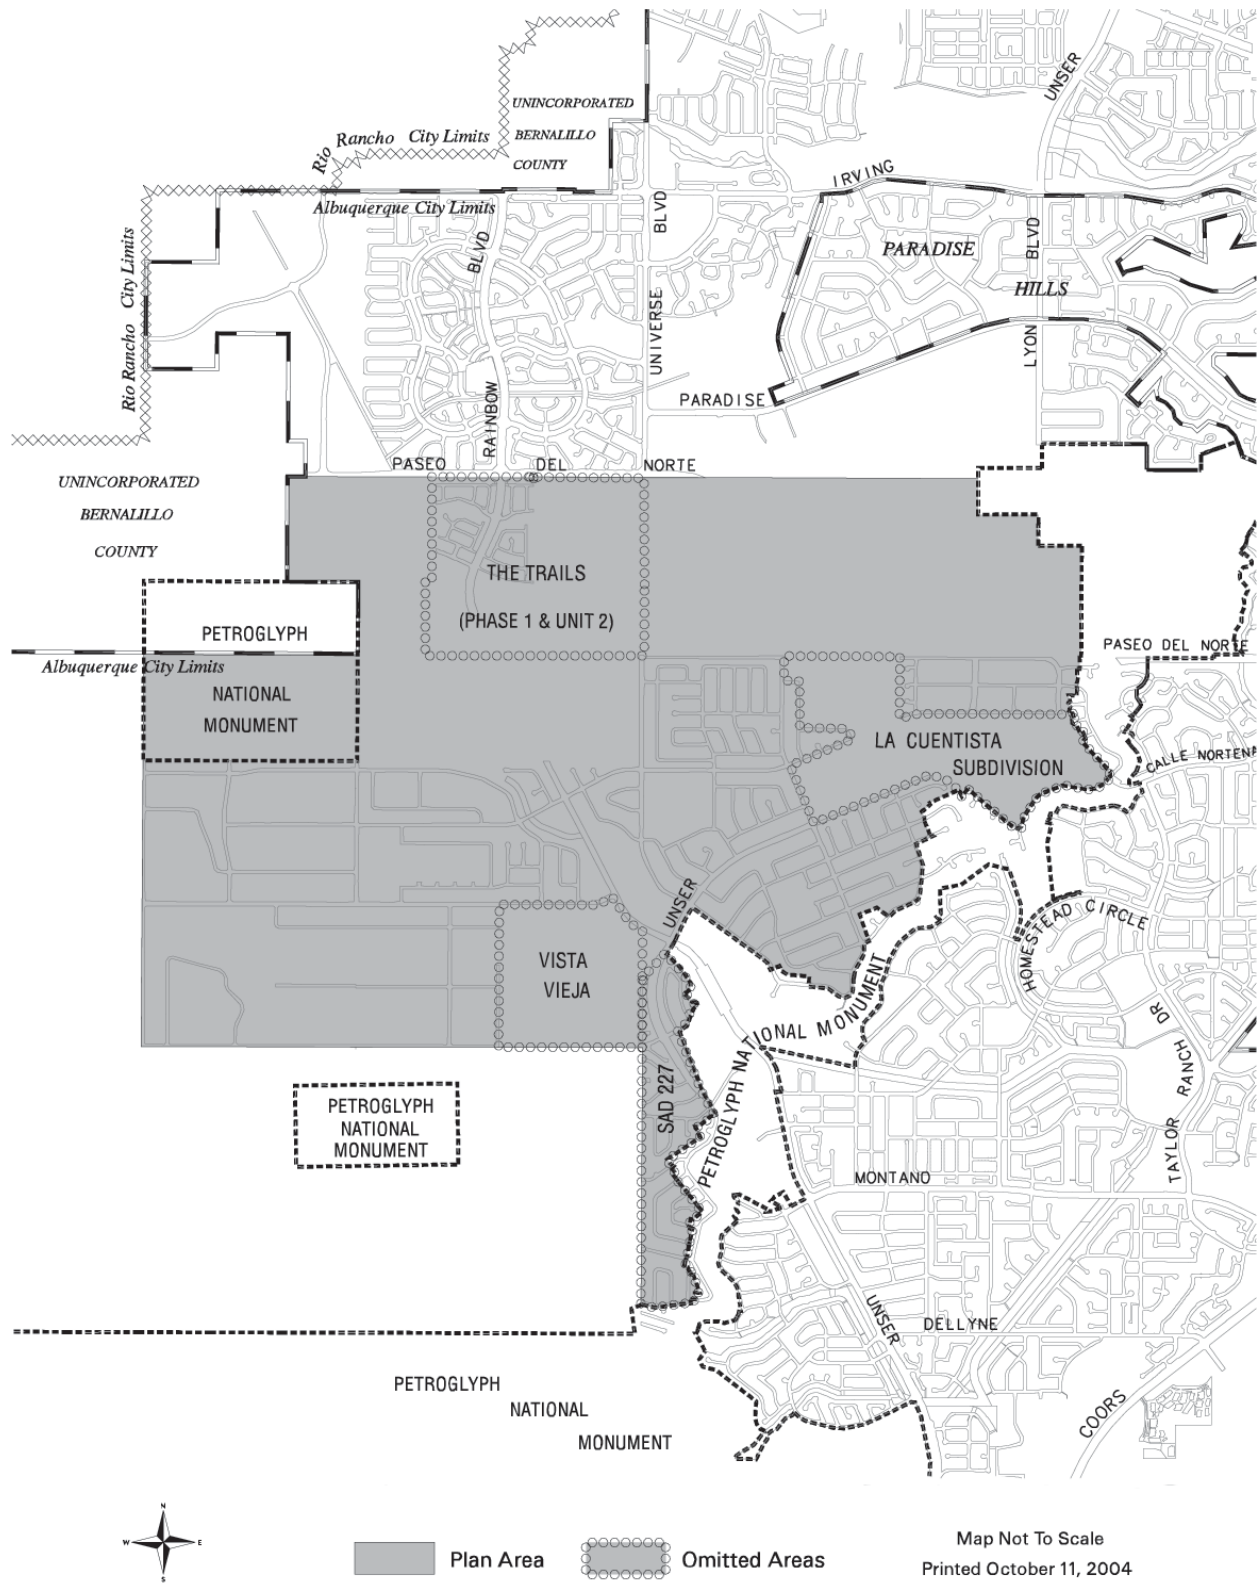 UNSER
UNINCORPORATED
BERNALILLO
COUNTY
Rio Rancho City Limits
Albuquerque City Limits
IRVING
BLVD
BLVD
BLVD
PARADISE
HILLS
Rio Rancho City Limits
UNIVERSE
LYON
RAINBOW
PARADISE
PASEO DEL NORTE
UNINCORPORATED
BERNALILLO
COUNTY
THE TRAILS
(PHASE 1 & UNIT 2)
PETROGLYPH
Albuquerque City Limits
NATIONAL
MONUMENT
PASEO DEL NORTE
LA CUENTISTA
SUBDIVISION
CALLE NORTENA
UNSER
HOMESTEAD CIRCLE
VISTA
VIEJA
PETROGLYPH NATIONAL MONUMENT
SAD 227
TAYLOR RANCH DR
PETROGLYPH
NATIONAL
MONUMENT
MONTANO
UNSER
DELLYNE
COORS
PETROGLYPH
NATIONAL
MONUMENT
N
W E
S
Plan Area
Omitted Areas
Map Not To Scale
Printed October 11, 2004